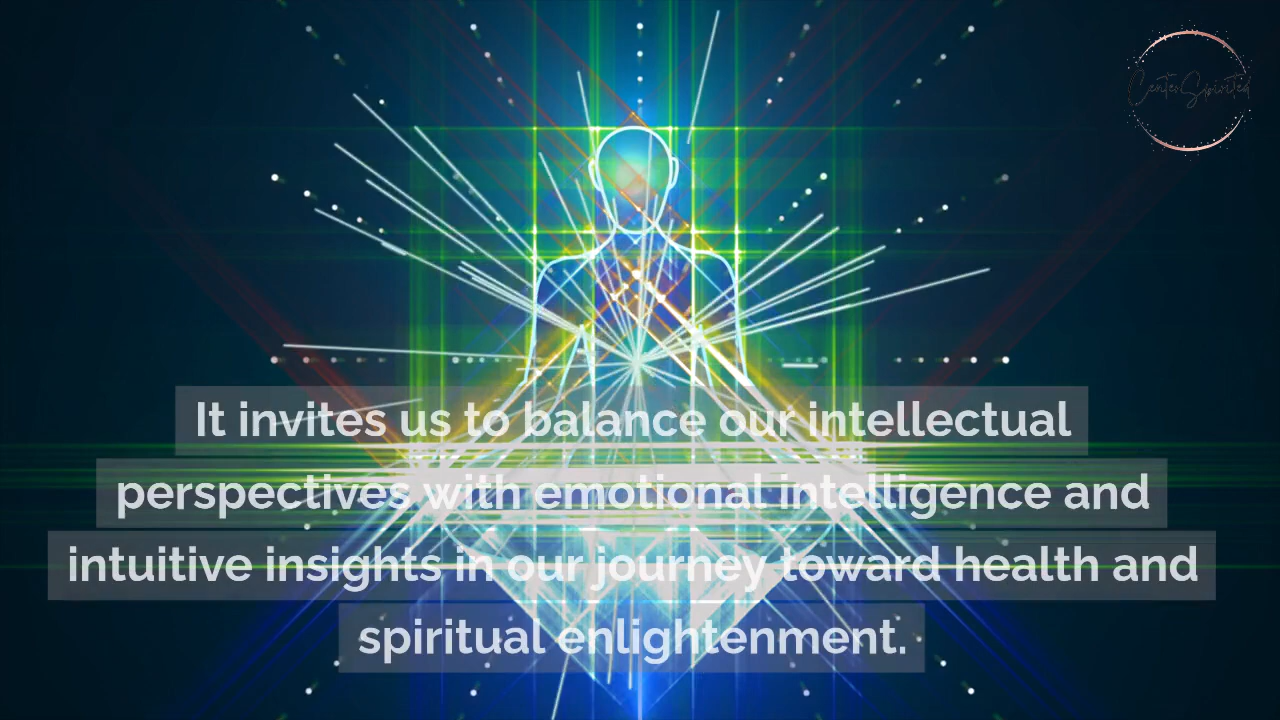 CenterSpirited
It invites us to balance our intellectual
perspectives with emotional intelligence and
intuitive insights in our journey toward health and
spiritual enlightenment.